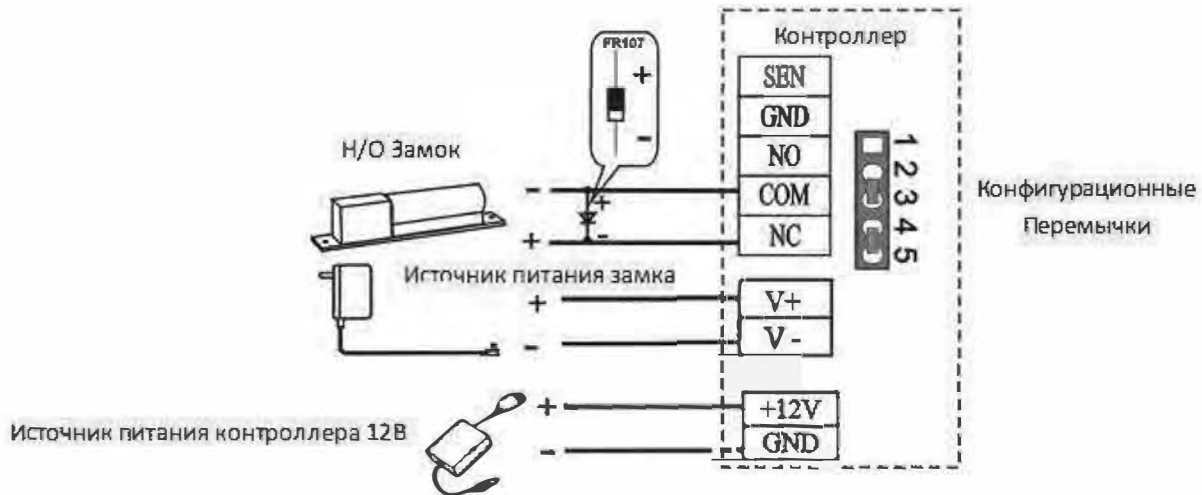 Контроллер
FR107
+
-
SEN
GND
NO
COM
NC
1 2 3 4 5
Н/О Замок
-
+
+
-
Конфигурационные
Перемычки
Источник питания замка
+
-
V+
V-
Источник питания контроллера 12В
+
-
+12V
GND